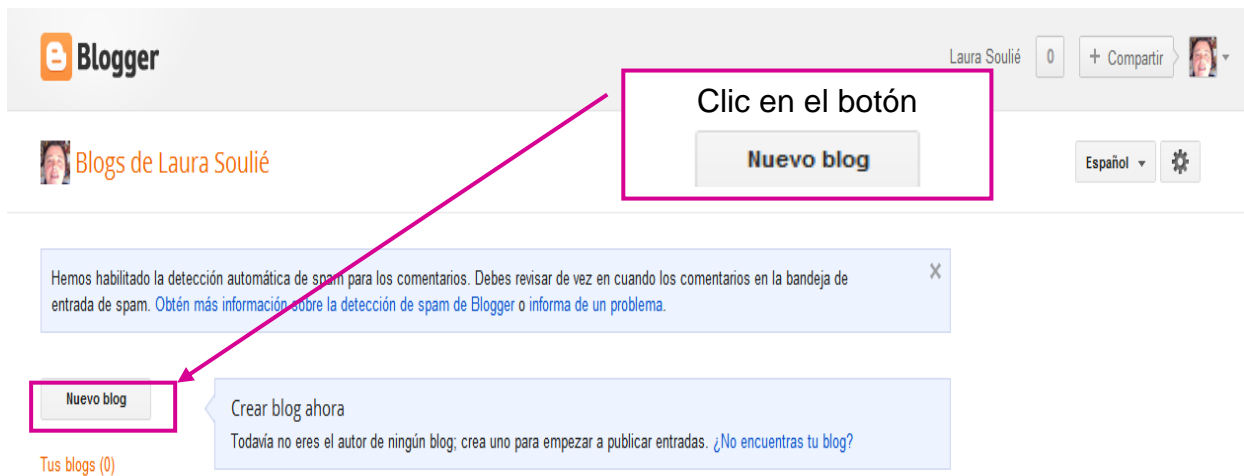 Blogger
Laura Soulié 0 + Compartir
Clic en el botón
Nuevo blog
Blogs de Laura Soulié
Español
Hemos habilitado la detección automática de spam para los comentarios. Debes revisar de vez en cuando los comentarios en la bandeja de
entrada de spam. Obtén más información sobre la detección de spam de Blogger o informa de un problema.
Nuevo blog
Crear blog ahora
Todavía no eres el autor de ningún blog; crea uno para empezar a publicar entradas. ¿No encuentras tu blog?
Tus blogs (0)